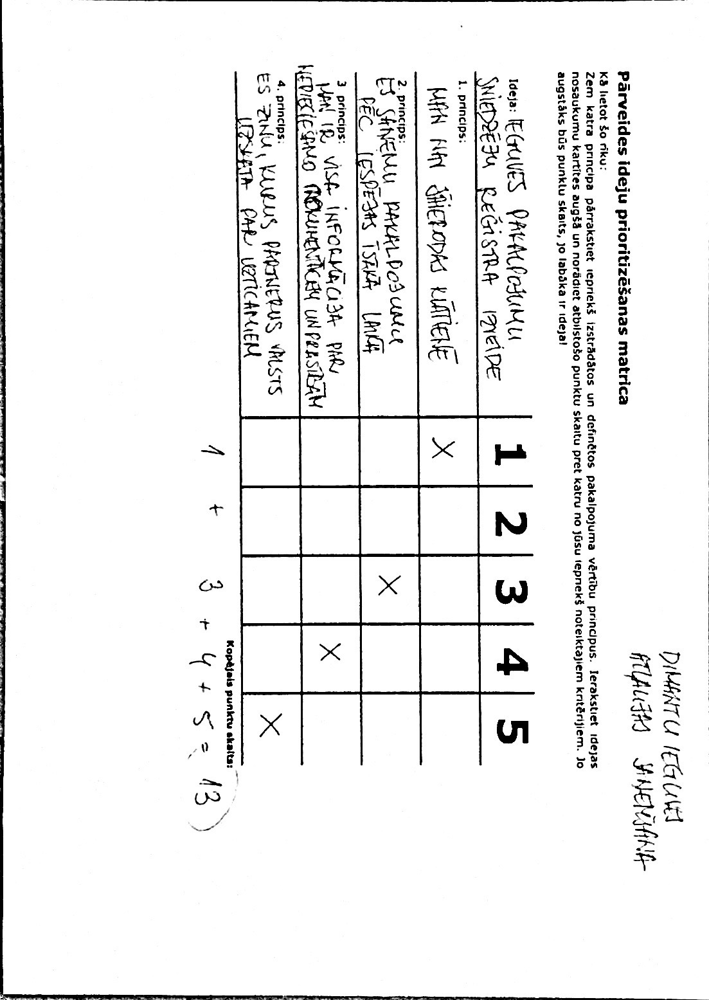 DIMANTU IEGUVES
ATĻAUJAS SAŅEMŠANA
Pārveides ideju prioritizēšanas matrica
Kā lietot šo rīku:
Zem katra principa pārrakstiet iepriekš izstrādātos un definētos pakalpojuma vērtību principus. Ierakstiet idejas
nosaukumu kartītes augšā un norādiet atbilstošo punktu skaitu pret katru no jūsu iepriekš noteiktajiem kritērijiem. Jo
augstāks būs punktu skaits, jo labāka ir ideja!
Ideja: IEGUVES PAKALPOJUMU
SNIEDZĒJU REĢISTRA IZVEIDE
1 2 3 4 5
1. princips:
MAN NAV JĀIERODAS KLĀTIENĒ
X
2. princips:
ES SAŅEMU PAKALPOJUMU
PĒC IESPĒJAS ĪSĀKĀ LAIKĀ
X
3 princips:
MAN IR VISA INFORMĀCIJA PAR
NEPIECIEŠAMO DOKUMENTĀCIJU UN PRASĪBĀM
X
4. princips:
ES ZINU, KURUS PARTNERUS VALSTS
UZSKATA PAR UZTICAMIEM
X
Kopējais punktu skaits:
1 + 3 + 4 + 5 = 13